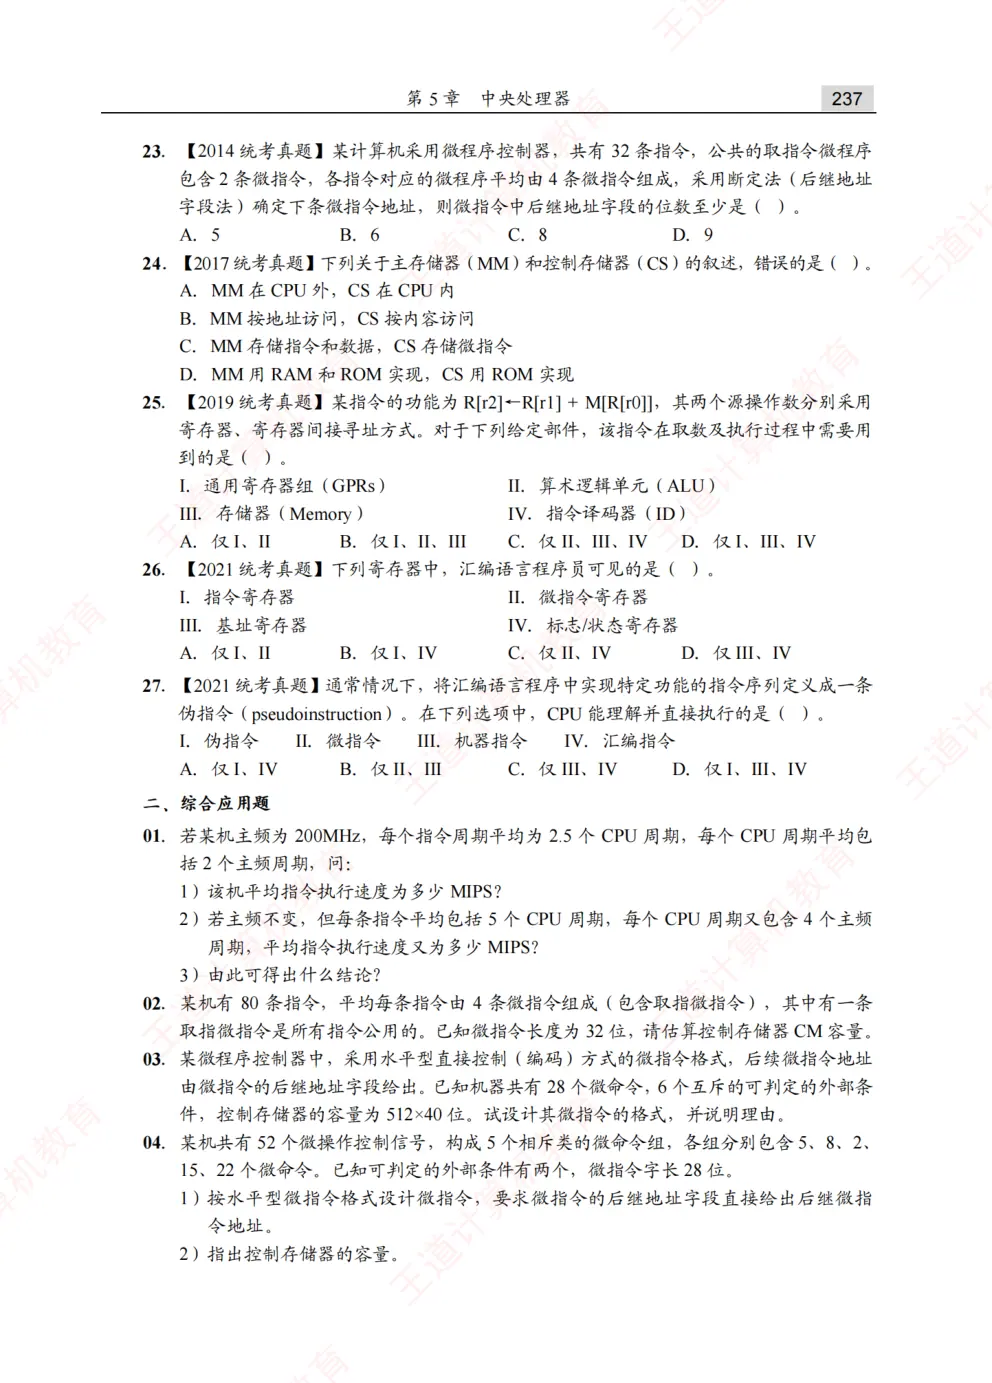 第 5 章　中央处理器
237
23. 【2014 统考真题】某计算机采用微程序控制器，共有 32 条指令，公共的取指令微程序
包含 2 条微指令，各指令对应的微程序平均由 4 条微指令组成，采用断定法（后继地址
字段法）确定下条微指令地址，则微指令中后继地址字段的位数至少是（　）。
A. 5　B. 6　C. 8　D. 9
24. 【2017 统考真题】下列关于主存储器（MM）和控制存储器（CS）的叙述，错误的是（　）。
A. MM 在 CPU 外，CS 在 CPU 内
B. MM 按地址访问，CS 按内容访问
C. MM 存储指令和数据，CS 存储微指令
D. MM 用 RAM 和 ROM 实现，CS 用 ROM 实现
25. 【2019 统考真题】某指令的功能为 R[r2]←R[r1] + M[R[r0]]，其两个源操作数分别采用
寄存器、寄存器间接寻址方式。对于下列给定部件，该指令在取数及执行过程中需要用
到的是（　）。
I. 通用寄存器组（GPRs）　II. 算术逻辑单元（ALU）
III. 存储器（Memory）　IV. 指令译码器（ID）
A. 仅 I、II　B. 仅 I、II、III　C. 仅 II、III、IV　D. 仅 I、III、IV
26. 【2021 统考真题】下列寄存器中，汇编语言程序员可见的是（　）。
I. 指令寄存器　II. 微指令寄存器
III. 基址寄存器　IV. 标志/状态寄存器
A. 仅 I、II　B. 仅 I、IV　C. 仅 II、IV　D. 仅 III、IV
27. 【2021 统考真题】通常情况下，将汇编语言程序中实现特定功能的指令序列定义成一条
伪指令（pseudoinstruction）。在下列选项中，CPU 能理解并直接执行的是（　）。
I. 伪指令　II. 微指令　III. 机器指令　IV. 汇编指令
A. 仅 I、IV　B. 仅 II、III　C. 仅 III、IV　D. 仅 I、III、IV
二、综合应用题
01. 若某机主频为 200MHz，每个指令周期平均为 2.5 个 CPU 周期，每个 CPU 周期平均包
括 2 个主频周期，问：
1）该机平均指令执行速度为多少 MIPS？
2）若主频不变，但每条指令平均包括 5 个 CPU 周期，每个 CPU 周期又包含 4 个主频
周期，平均指令执行速度又为多少 MIPS？
3）由此可得出什么结论？
02. 某机有 80 条指令，平均每条指令由 4 条微指令组成（包含取指微指令），其中有一条
取指微指令是所有指令公用的。已知微指令长度为 32 位，请估算控制存储器 CM 容量。
03. 某微程序控制器中，采用水平型直接控制（编码）方式的微指令格式，后续微指令地址
由微指令的后继地址字段给出。已知机器共有 28 个微命令，6 个互斥的可判定的外部条
件，控制存储器的容量为 512×40 位。试设计其微指令的格式，并说明理由。
04. 某机共有 52 个微操作控制信号，构成 5 个相斥类的微命令组，各组分别包含 5、8、2、
15、22 个微命令。已知可判定的外部条件有两个，微指令字长 28 位。
1）按水平型微指令格式设计微指令，要求微指令的后继地址字段直接给出后继微指
令地址。
2）指出控制存储器的容量。